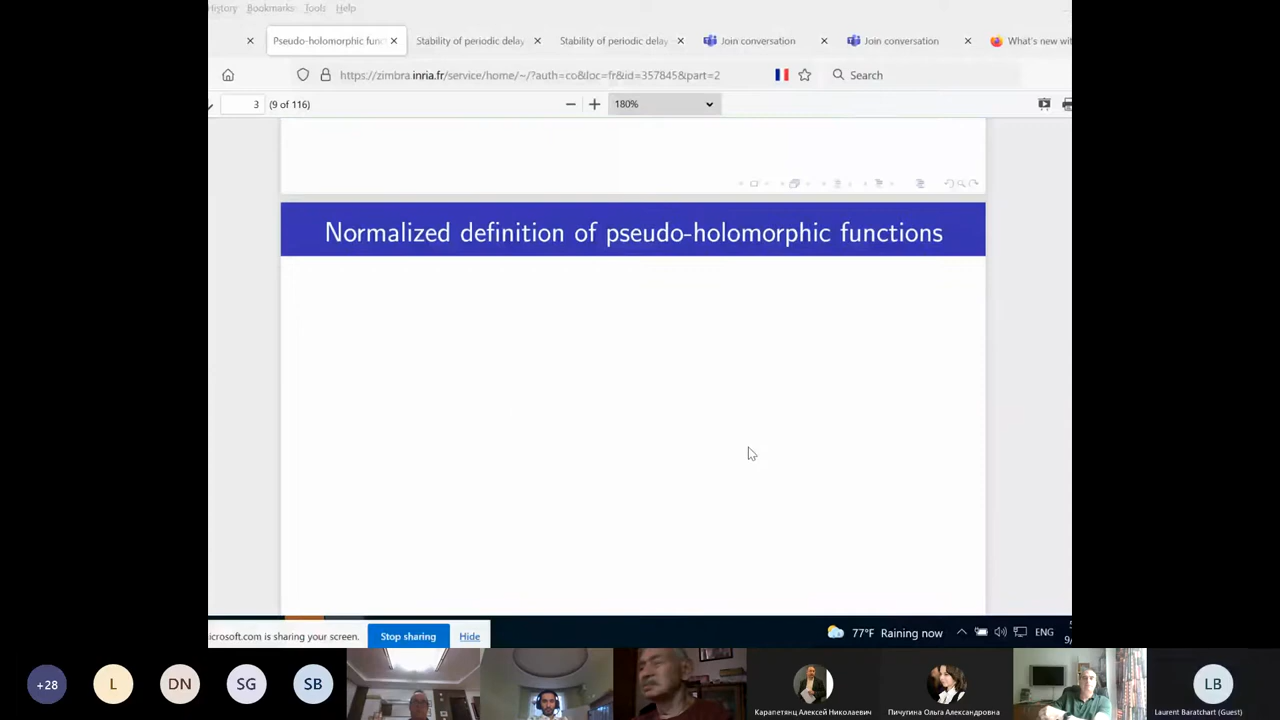 History Bookmarks Tools Help
Pseudo-holomorphic func
Stability of periodic delay
Stability of periodic delay
Join conversation
Join conversation
What's new wit
https://zimbra.inria.fr/service/home/~/?auth=co&loc=fr&id=357845&part=2
Search
3 (9 of 116)
180%
Normalized definition of pseudo-holomorphic functions
icrosoft.com is sharing your screen.
Stop sharing
Hide
77°F Raining now
ENG
+28
L
DN
SG
SB
LB
Карапетянц Алексей Николаевич
Пичугина Ольга Александровна
Laurent Baratchart (Guest)